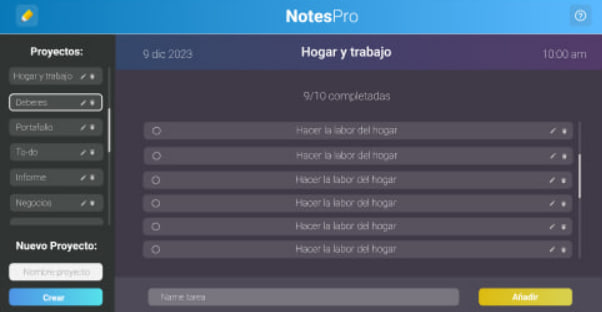 NotesPro
Proyectos:
Hogar y trabajo
Deberes
Portafolio
To-do
Informe
Negocios
Nuevo Proyecto:
Nombre proyecto
Crear
9 dic 2023
Hogar y trabajo
10:00 am
9/10 completadas
Hacer la labor del hogar
Hacer la labor del hogar
Hacer la labor del hogar
Hacer la labor del hogar
Hacer la labor del hogar
Hacer la labor del hogar
Name tarea
Añadir